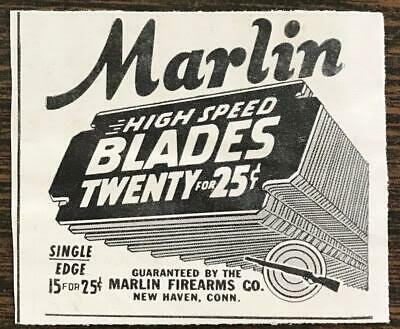 Marlin
HIGH SPEED
BLADES
TWENTY FOR 25¢
SINGLE
EDGE
15 FOR 25¢
GUARANTEED BY THE
MARLIN FIREARMS CO.
NEW HAVEN, CONN.